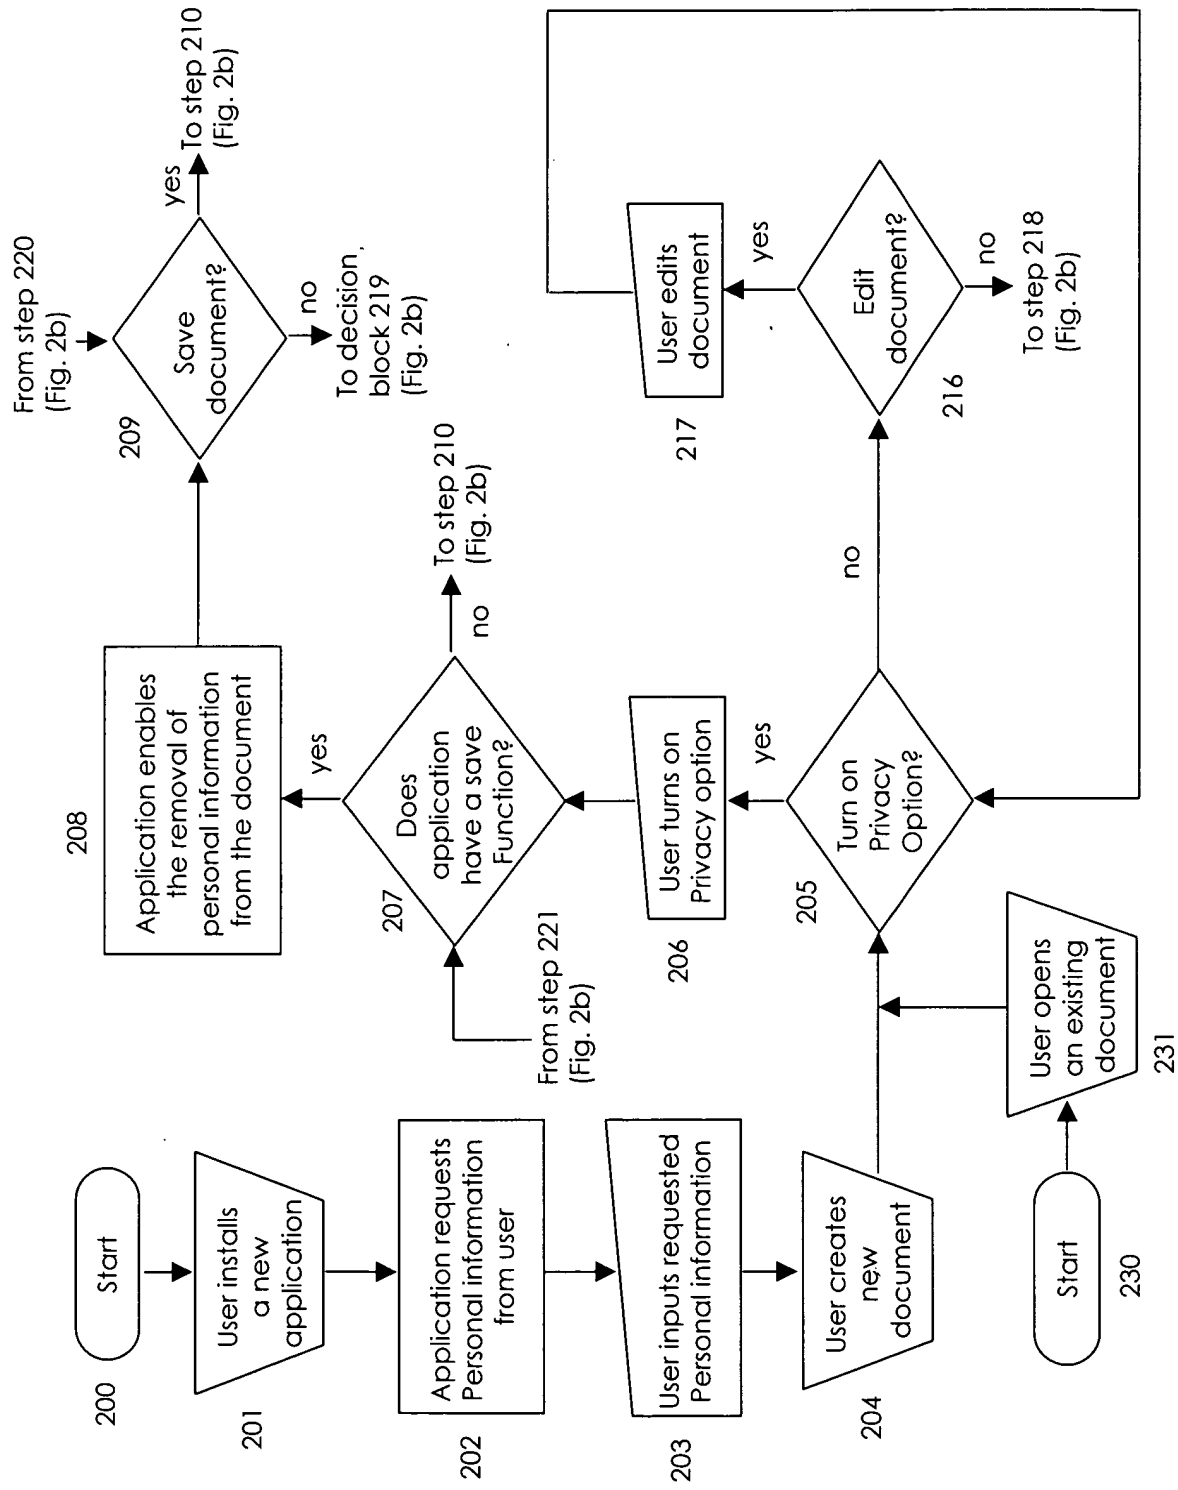 200
Start
201
User installs
a new
application
202
Application requests
Personal information
from user
203
User inputs requested
Personal information
204
User creates
new
document
230
Start
231
User opens
an existing
document
205
Turn on
Privacy
Option?
yes
no
206
User turns on
Privacy option
From step 221
(Fig. 2b)
207
Does
application
have a save
Function?
yes
no
To step 210
(Fig. 2b)
208
Application enables
the removal of
personal information
from the document
209
From step 220
(Fig. 2b)
Save
document?
yes
To step 210
(Fig. 2b)
no
To decision
block 219
(Fig. 2b)
216
Edit
document?
yes
no
To step 218
(Fig. 2b)
217
User edits
document